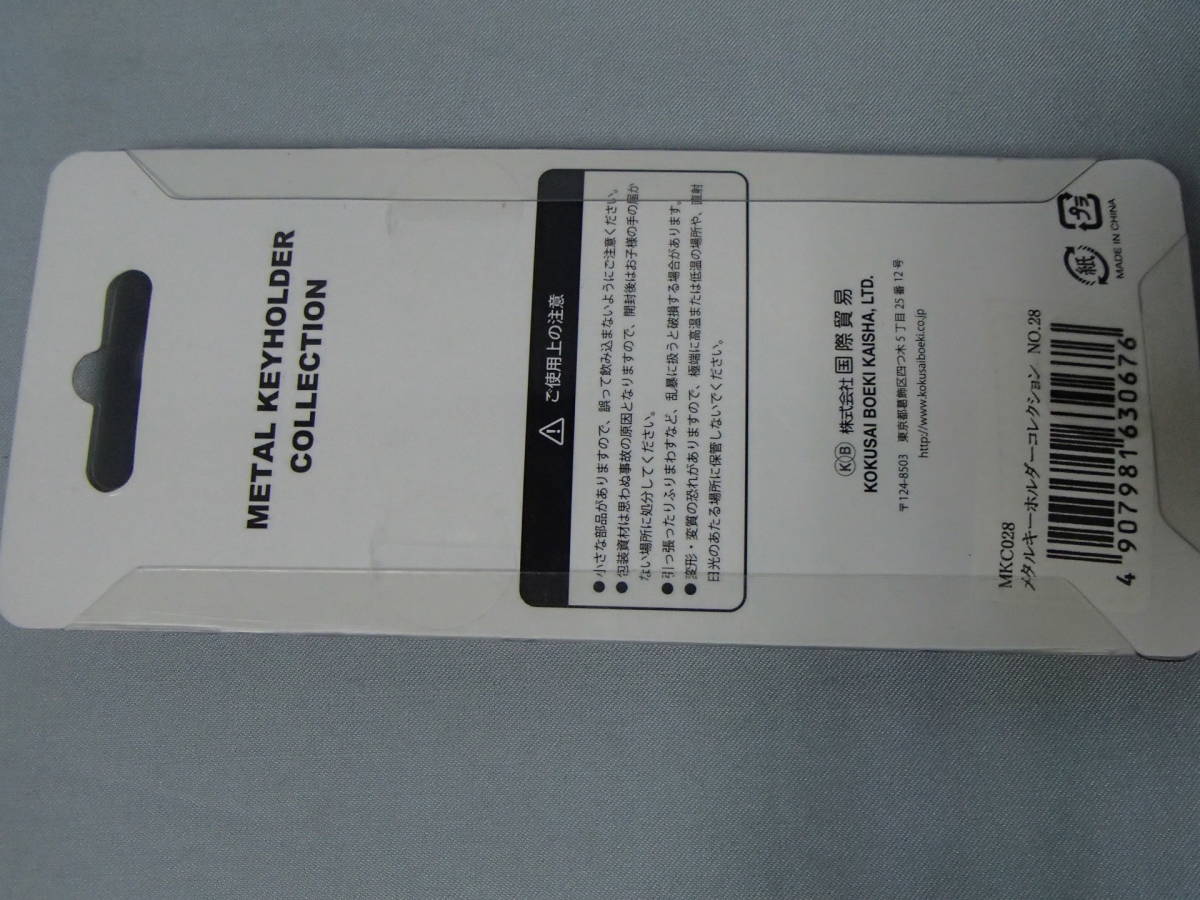 METAL KEYHOLDER
COLLECTION
ご使用上の注意
●小さな部品がありますので、誤って飲み込まないようにご注意ください。
●包装資材は思わぬ事故の原因となりますので、開封後はお子様の手の届か
ない場所に処分してください。
●引っ張ったりふりまわすなど、乱暴に扱うと破損する場合があります。
●変形・変質の恐れがありますので、極端に高温または低温の場所や、直射
日光のあたる場所に保管しないでください。
KB 株式会社 国際貿易
KOKUSAI BOEKI KAISHA, LTD.
〒124-8503 東京都葛飾区四つ木5丁目25番12号
http://www.kokusaiboeki.co.jp
紙 プラ
MADE IN CHINA
MKC028
メタルキーホルダーコレクション NO.28
4907981630676